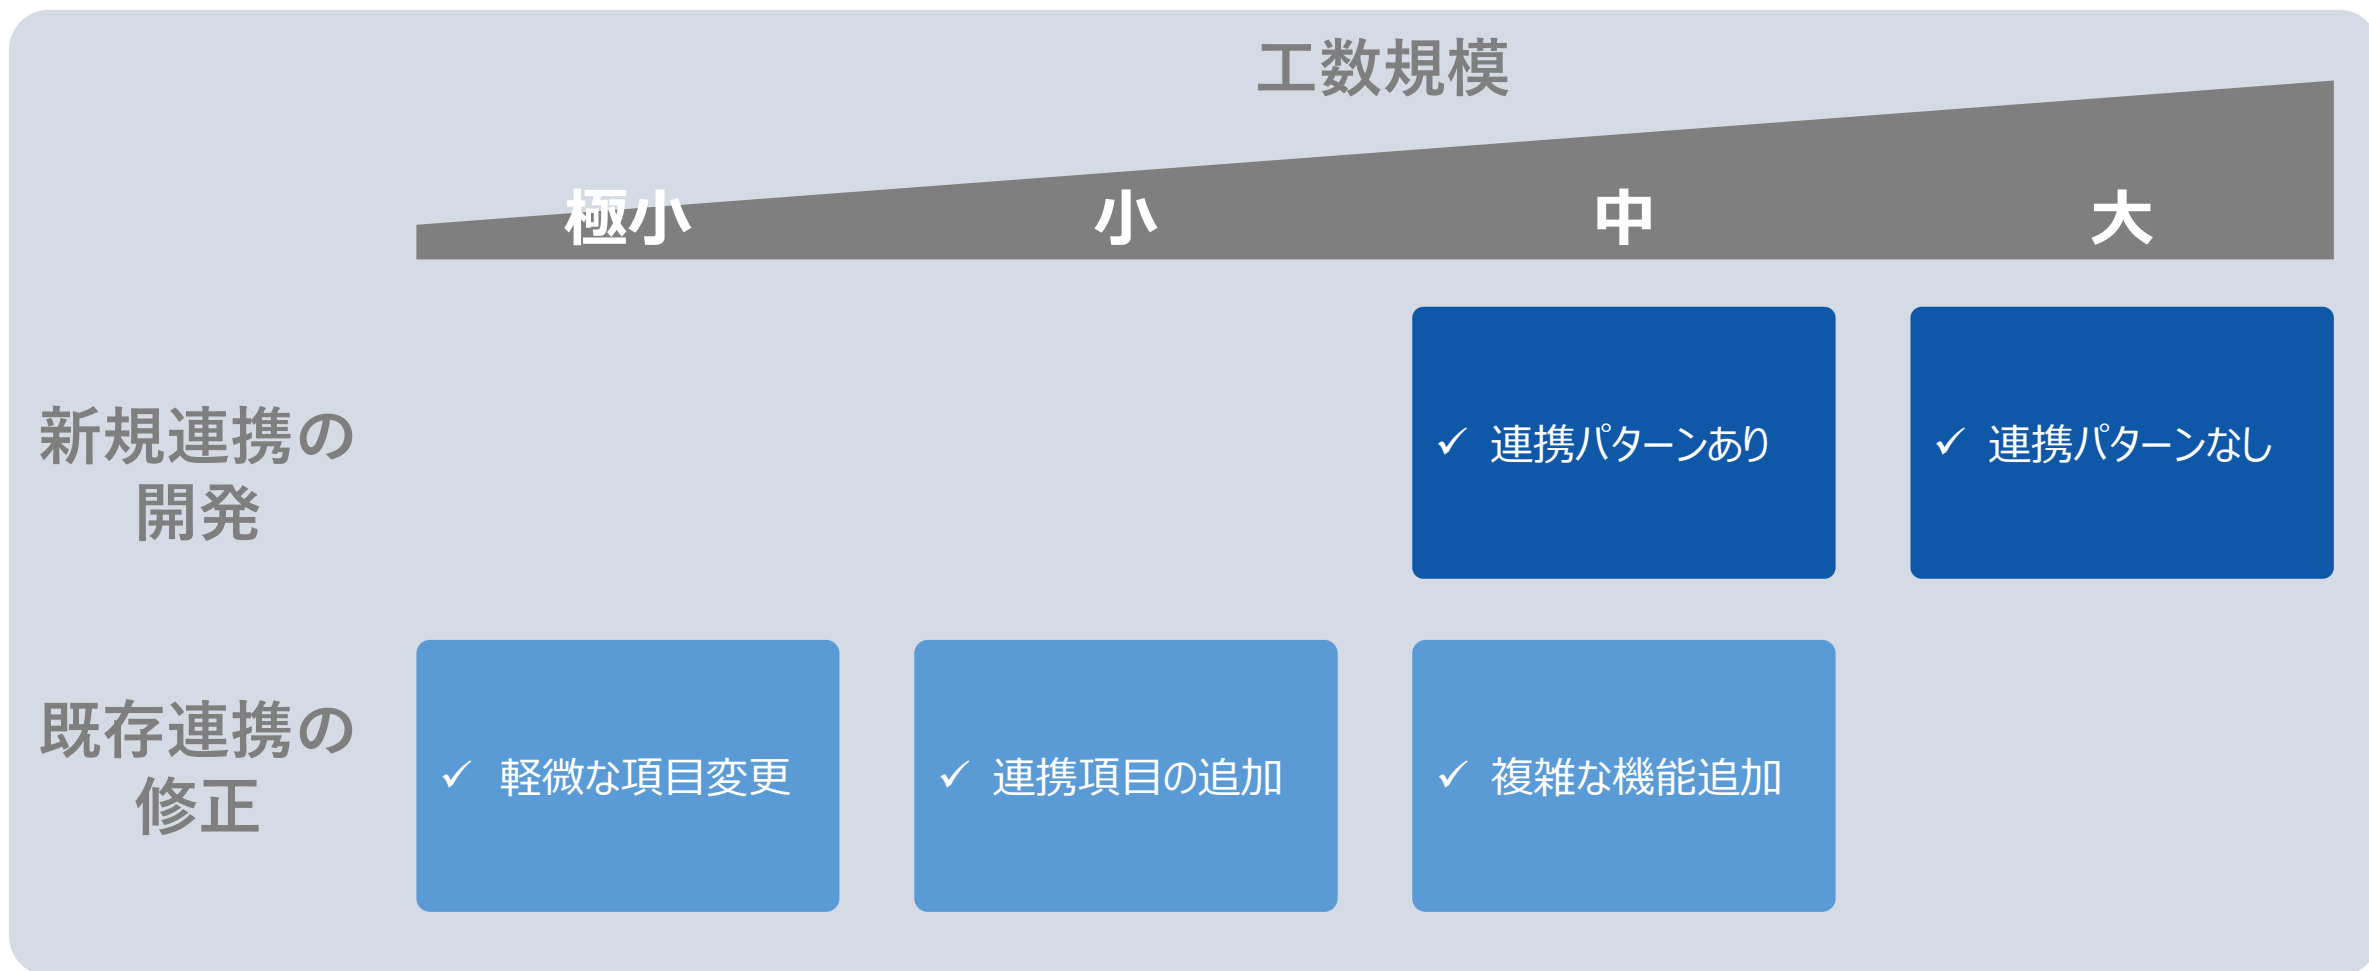 工数規模
極小
小
中
大
新規連携の
開発
✓ 連携パターンあり
✓ 連携パターンなし
既存連携の
修正
✓ 軽微な項目変更
✓ 連携項目の追加
✓ 複雑な機能追加